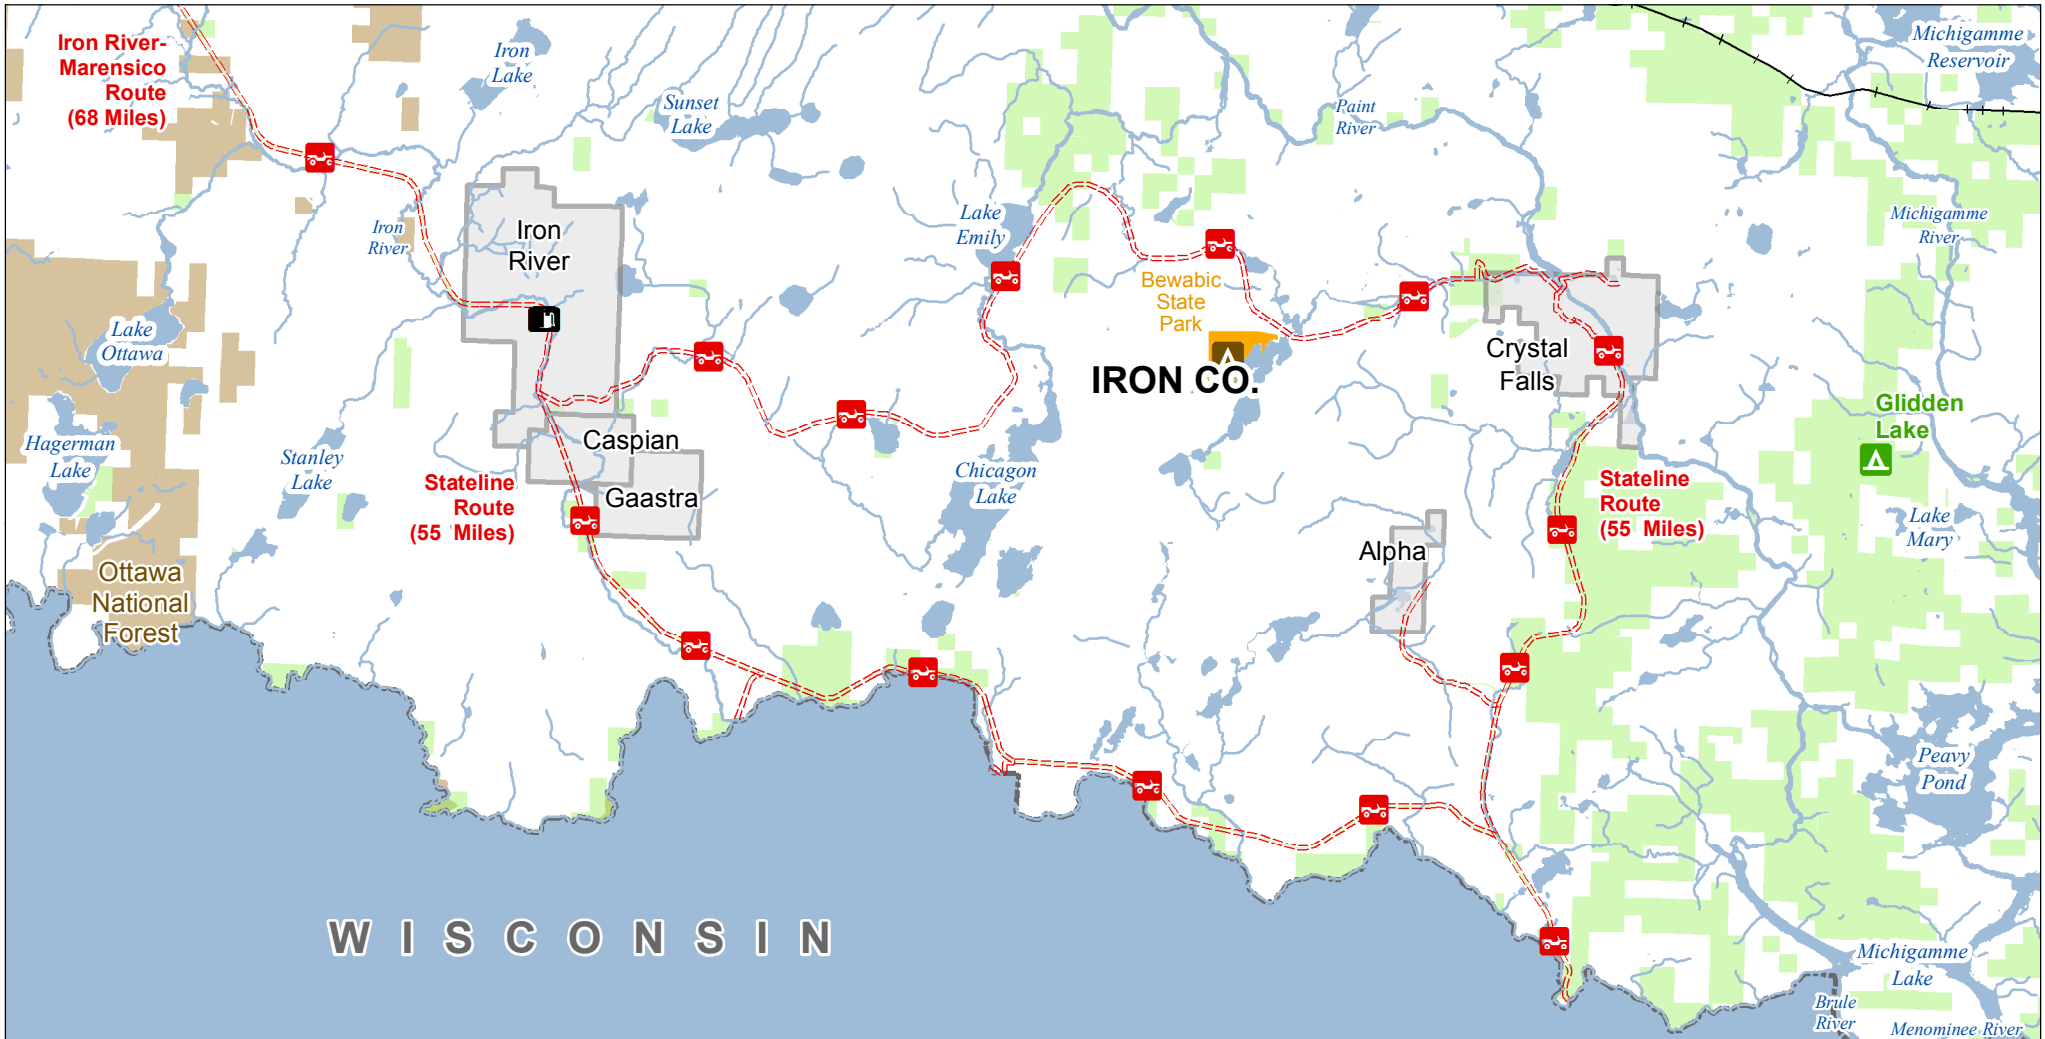 Iron River-
Marensico
Route
(68 Miles)
Iron
Lake
Sunset
Lake
Paint
River
Michigamme
Reservoir
Iron
River
Iron
River
Lake
Emily
Michigamme
River
Bewabic
State
Park
IRON CO.
Lake
Ottawa
Crystal
Falls
Glidden
Lake
Hagerman
Lake
Stanley
Lake
Caspian
Gaastra
Chicagon
Lake
Stateline
Route
(55 Miles)
Stateline
Route
(55 Miles)
Lake
Mary
Alpha
Ottawa
National
Forest
Peavy
Pond
WISCONSIN
Michigamme
Lake
Brule
River
Menominee River